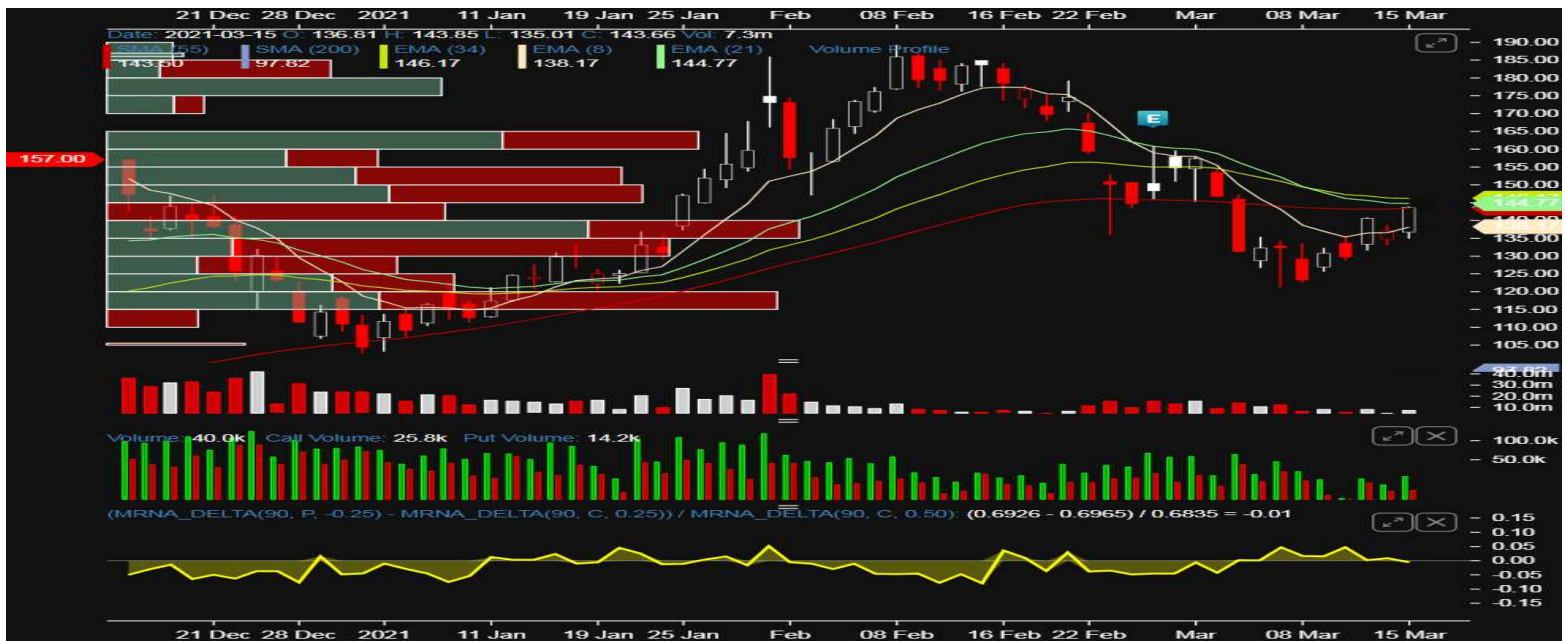 21 Dec 28 Dec 2021 11 Jan 19 Jan 25 Jan Feb 08 Feb 16 Feb 22 Feb Mar 08 Mar 15 Mar
Date: 2021-03-15 O: 136.81 H: 143.85 L: 135.01 C: 143.66 Vol: 7.3m
SMA (55) SMA (200) EMA (34) EMA (8) EMA (21) Volume Profile
143.50 97.82 146.17 138.17 144.77
190.00
185.00
180.00
175.00
170.00
E
165.00
160.00
157.00
155.00
150.00
144.77
140.00
135.00
130.00
125.00
120.00
115.00
110.00
105.00
97.82
40.0m
30.0m
20.0m
10.0m
Volume: 40.0k Call Volume: 25.8k Put Volume: 14.2k
100.0k
50.0k
(MRNA_DELTA(90, P, -0.25) - MRNA_DELTA(90, C, 0.25)) / MRNA_DELTA(90, C, 0.50): (0.6926 - 0.6965) / 0.6835 = -0.01
0.15
0.10
0.05
0.00
-0.05
-0.10
-0.15
21 Dec 28 Dec 2021 11 Jan 19 Jan 25 Jan Feb 08 Feb 16 Feb 22 Feb Mar 08 Mar 15 Mar